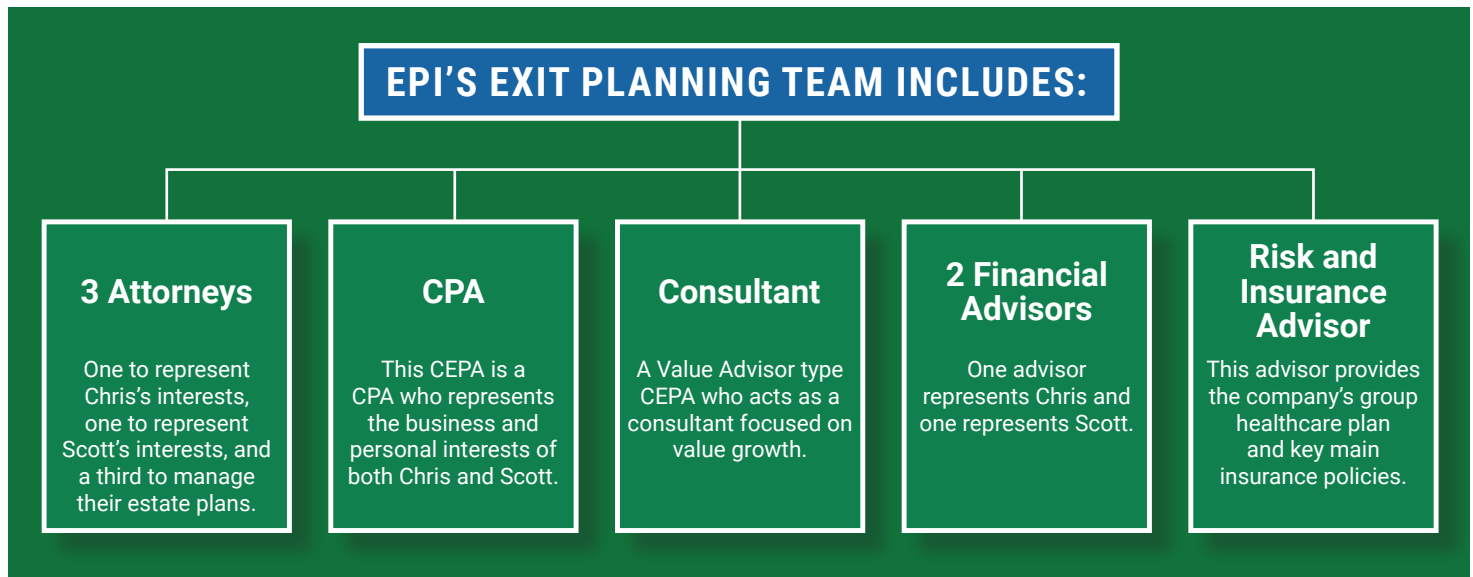 EPI’S EXIT PLANNING TEAM INCLUDES:
3 Attorneys
One to represent
Chris’s interests,
one to represent
Scott’s interests, and
a third to manage
their estate plans.
CPA
This CEPA is a
CPA who represents
the business and
personal interests of
both Chris and Scott.
Consultant
A Value Advisor type
CEPA who acts as a
consultant focused on
value growth.
2 Financial
Advisors
One advisor
represents Chris and
one represents Scott.
Risk and
Insurance
Advisor
This advisor provides
the company’s group
healthcare plan
and key main
insurance policies.